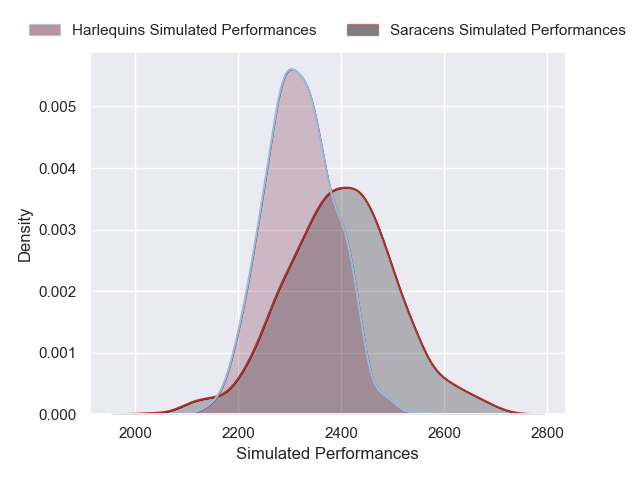 Harlequins Simulated Performances Saracens Simulated Performances
0.005
0.004
0.003
0.002
0.001
0.000
Density
2000 2200 2400 2600 2800
Simulated Performances